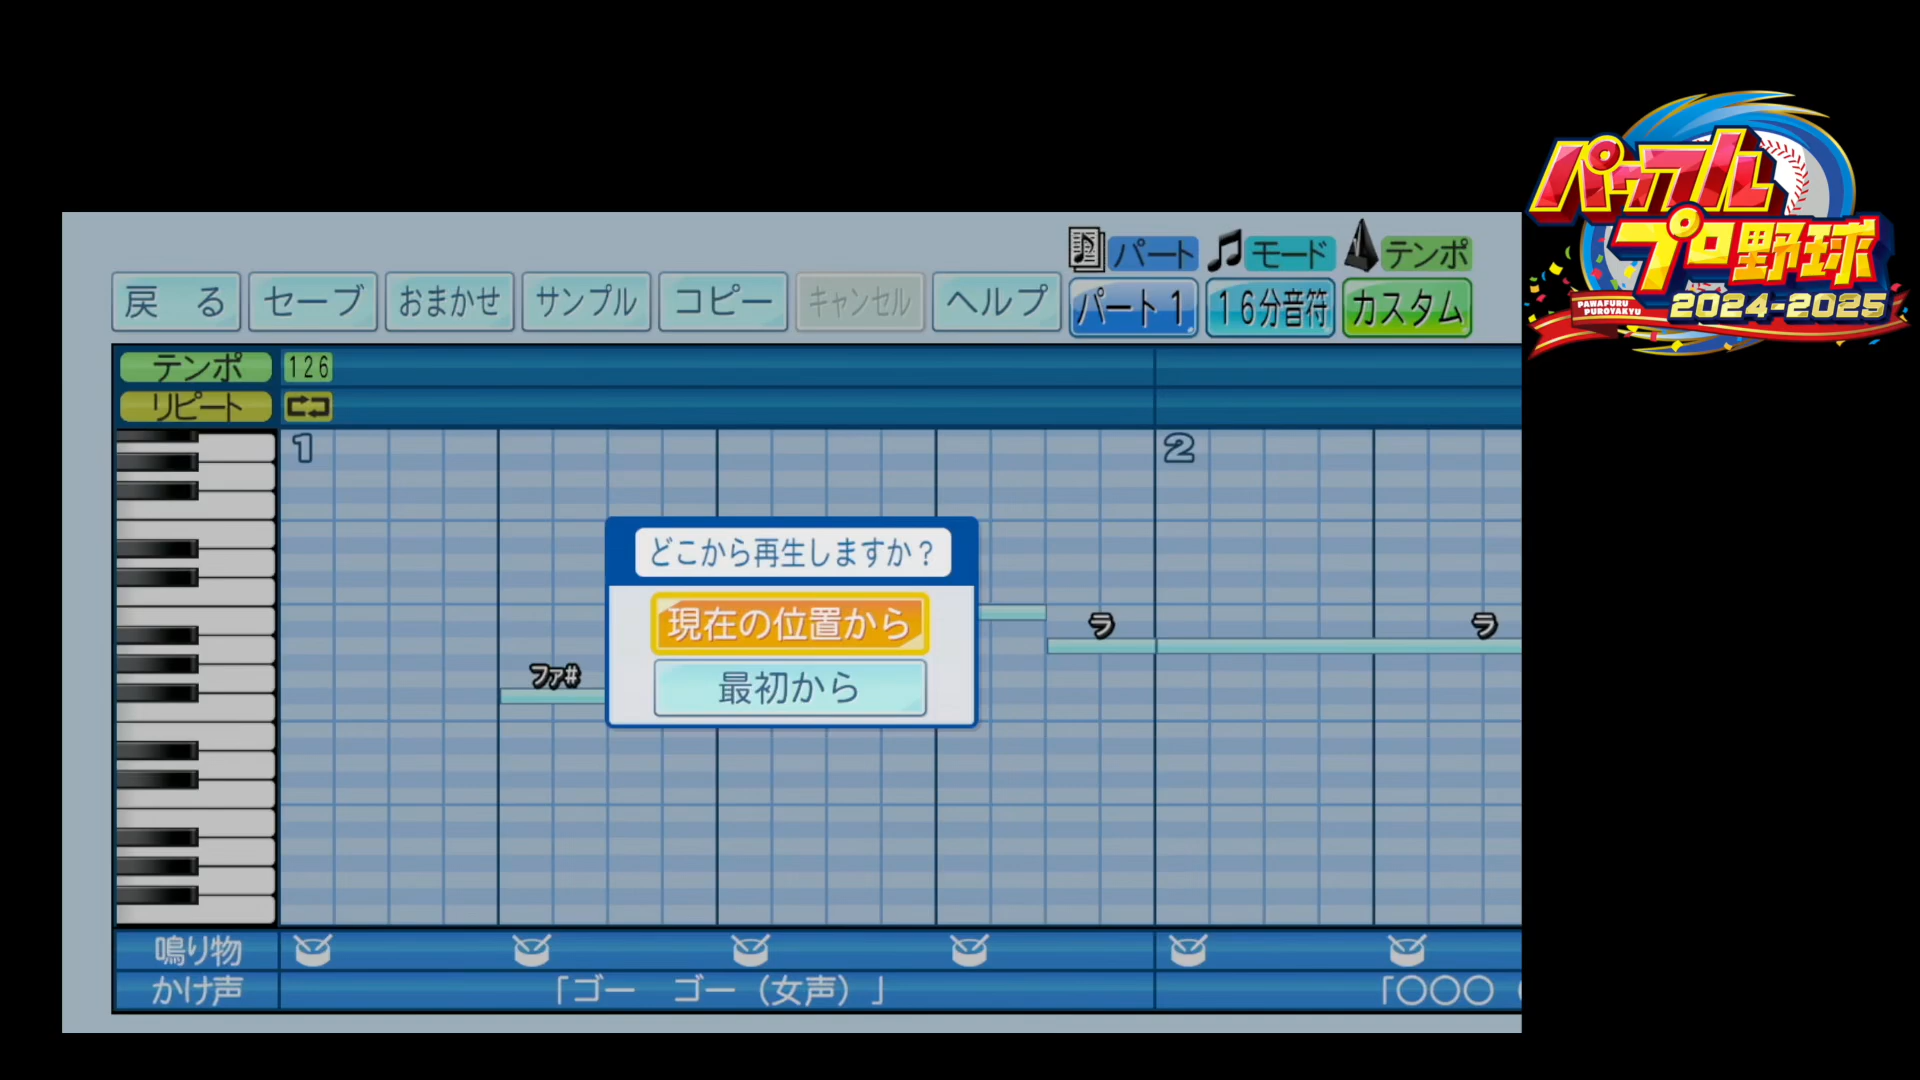 パワフル
プロ野球
2024-2025
PAWAFURU
PUROYAKYU
パート
モード
テンポ
戻る
セーブ
おまかせ
サンプル
コピー
キャンセル
ヘルプ
パート1
16分音符
カスタム
テンポ
126
リピート
1
2
どこから再生しますか？
現在の位置から
最初から
ファ#
ラ
ラ
鳴り物
かけ声
「ゴー　ゴー（女声）」
「○○○